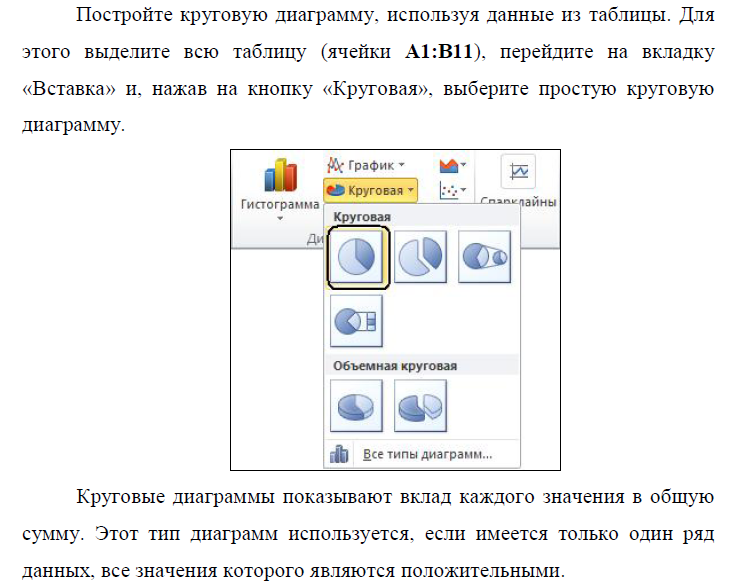 Постройте круговую диаграмму, используя данные из таблицы. Для
этого выделите всю таблицу (ячейки A1:B11), перейдите на вкладку
«Вставка» и, нажав на кнопку «Круговая», выберите простую круговую
диаграмму.
График
Круговая
Гистограмма
Спарклайны
Ди
Круговая
Объемная круговая
Все типы диаграмм...
Круговые диаграммы показывают вклад каждого значения в общую
сумму. Этот тип диаграмм используется, если имеется только один ряд
данных, все значения которого являются положительными.